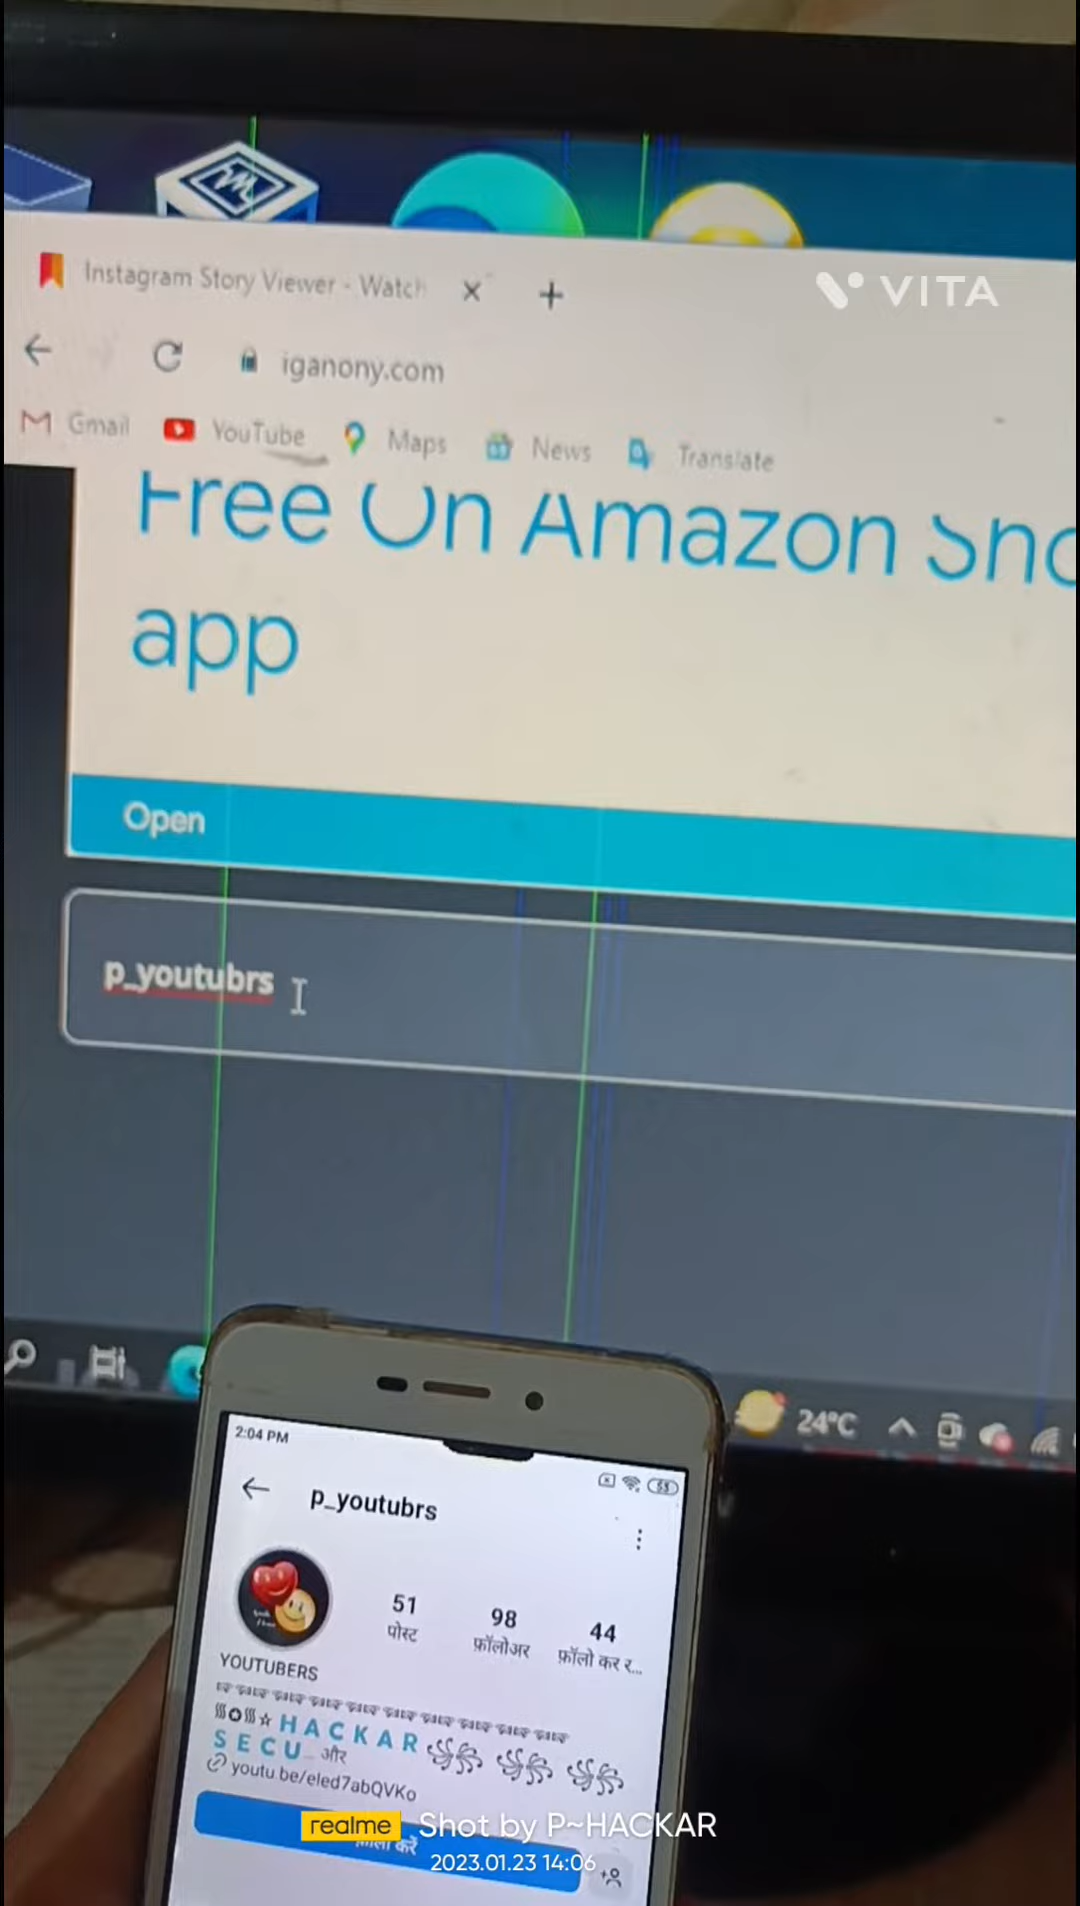 Instagram Story Viewer - Watch
VITA
iganony.com
Gmail YouTube Maps News Translate
Free On Amazon Sho
app
Open
p_youtubrs
24°C
2:04 PM
p_youtubrs
51 98 44
पोस्ट फ़ॉलोअर फ़ॉलो कर र...
YOUTUBERS
HACKAR
SECU और
youtu.be/eled7abQVKo
realme Shot by P~HACKAR
2023.01.23 14:06